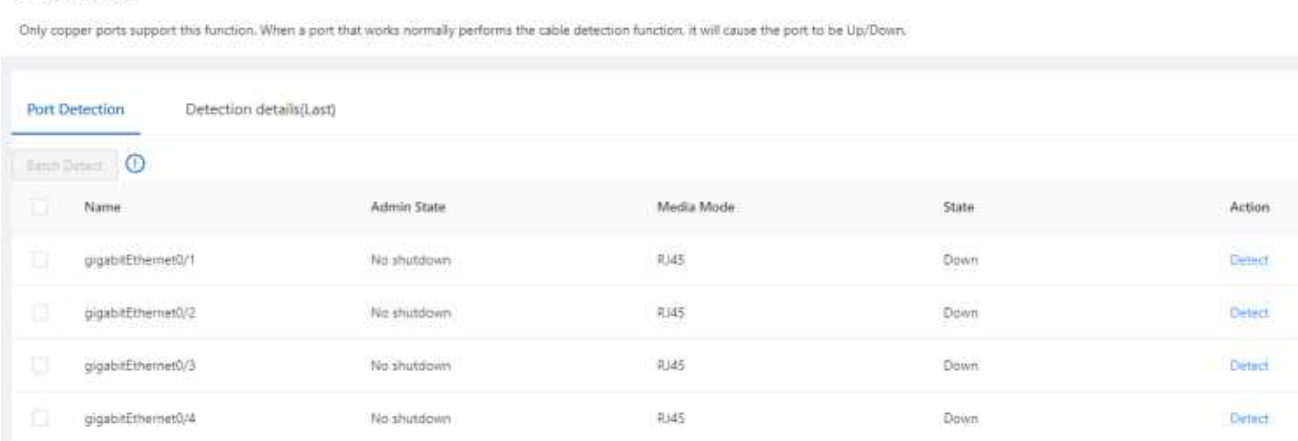 Only copper ports support this function. When a port that works normally performs the cable detection function, it will cause the port to be Up/Down.
Port Detection Detection details(Last)
Batch Detect
Name Admin State Media Mode State Action
gigabitEthernet0/1 No shutdown RJ45 Down Detect
gigabitEthernet0/2 No shutdown RJ45 Down Detect
gigabitEthernet0/3 No shutdown RJ45 Down Detect
gigabitEthernet0/4 No shutdown RJ45 Down Detect